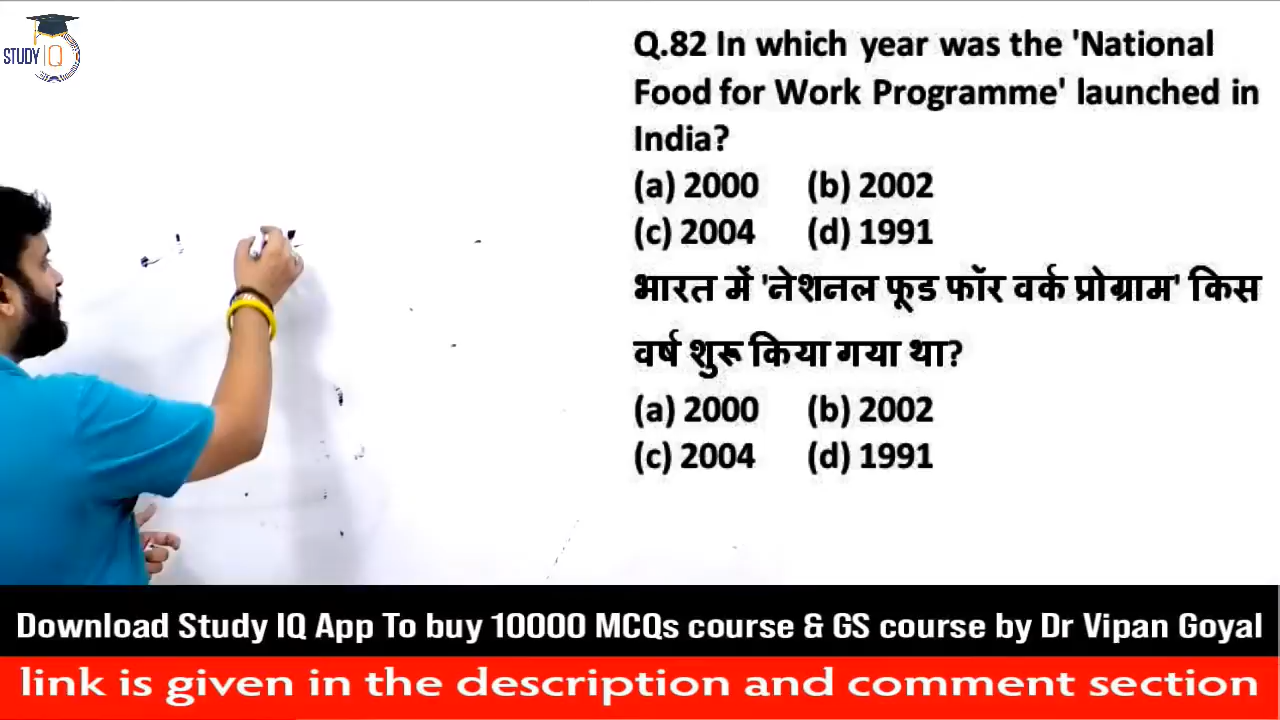 STUDY IQ
Q.82 In which year was the 'National
Food for Work Programme' launched in
India?
(a) 2000 (b) 2002
(c) 2004 (d) 1991
भारत में 'नेशनल फूड फॉर वर्क प्रोग्राम' किस
वर्ष शुरू किया गया था?
(a) 2000 (b) 2002
(c) 2004 (d) 1991
Download Study IQ App To buy 10000 MCQs course & GS course by Dr Vipan Goyal
link is given in the description and comment section